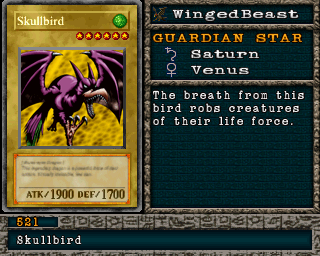 Skullbird
ATK/1900 DEF/1700
WingedBeast
GUARDIAN STAR
Saturn
Venus
The breath from this
bird robs creatures
of their life force.
521
Skullbird